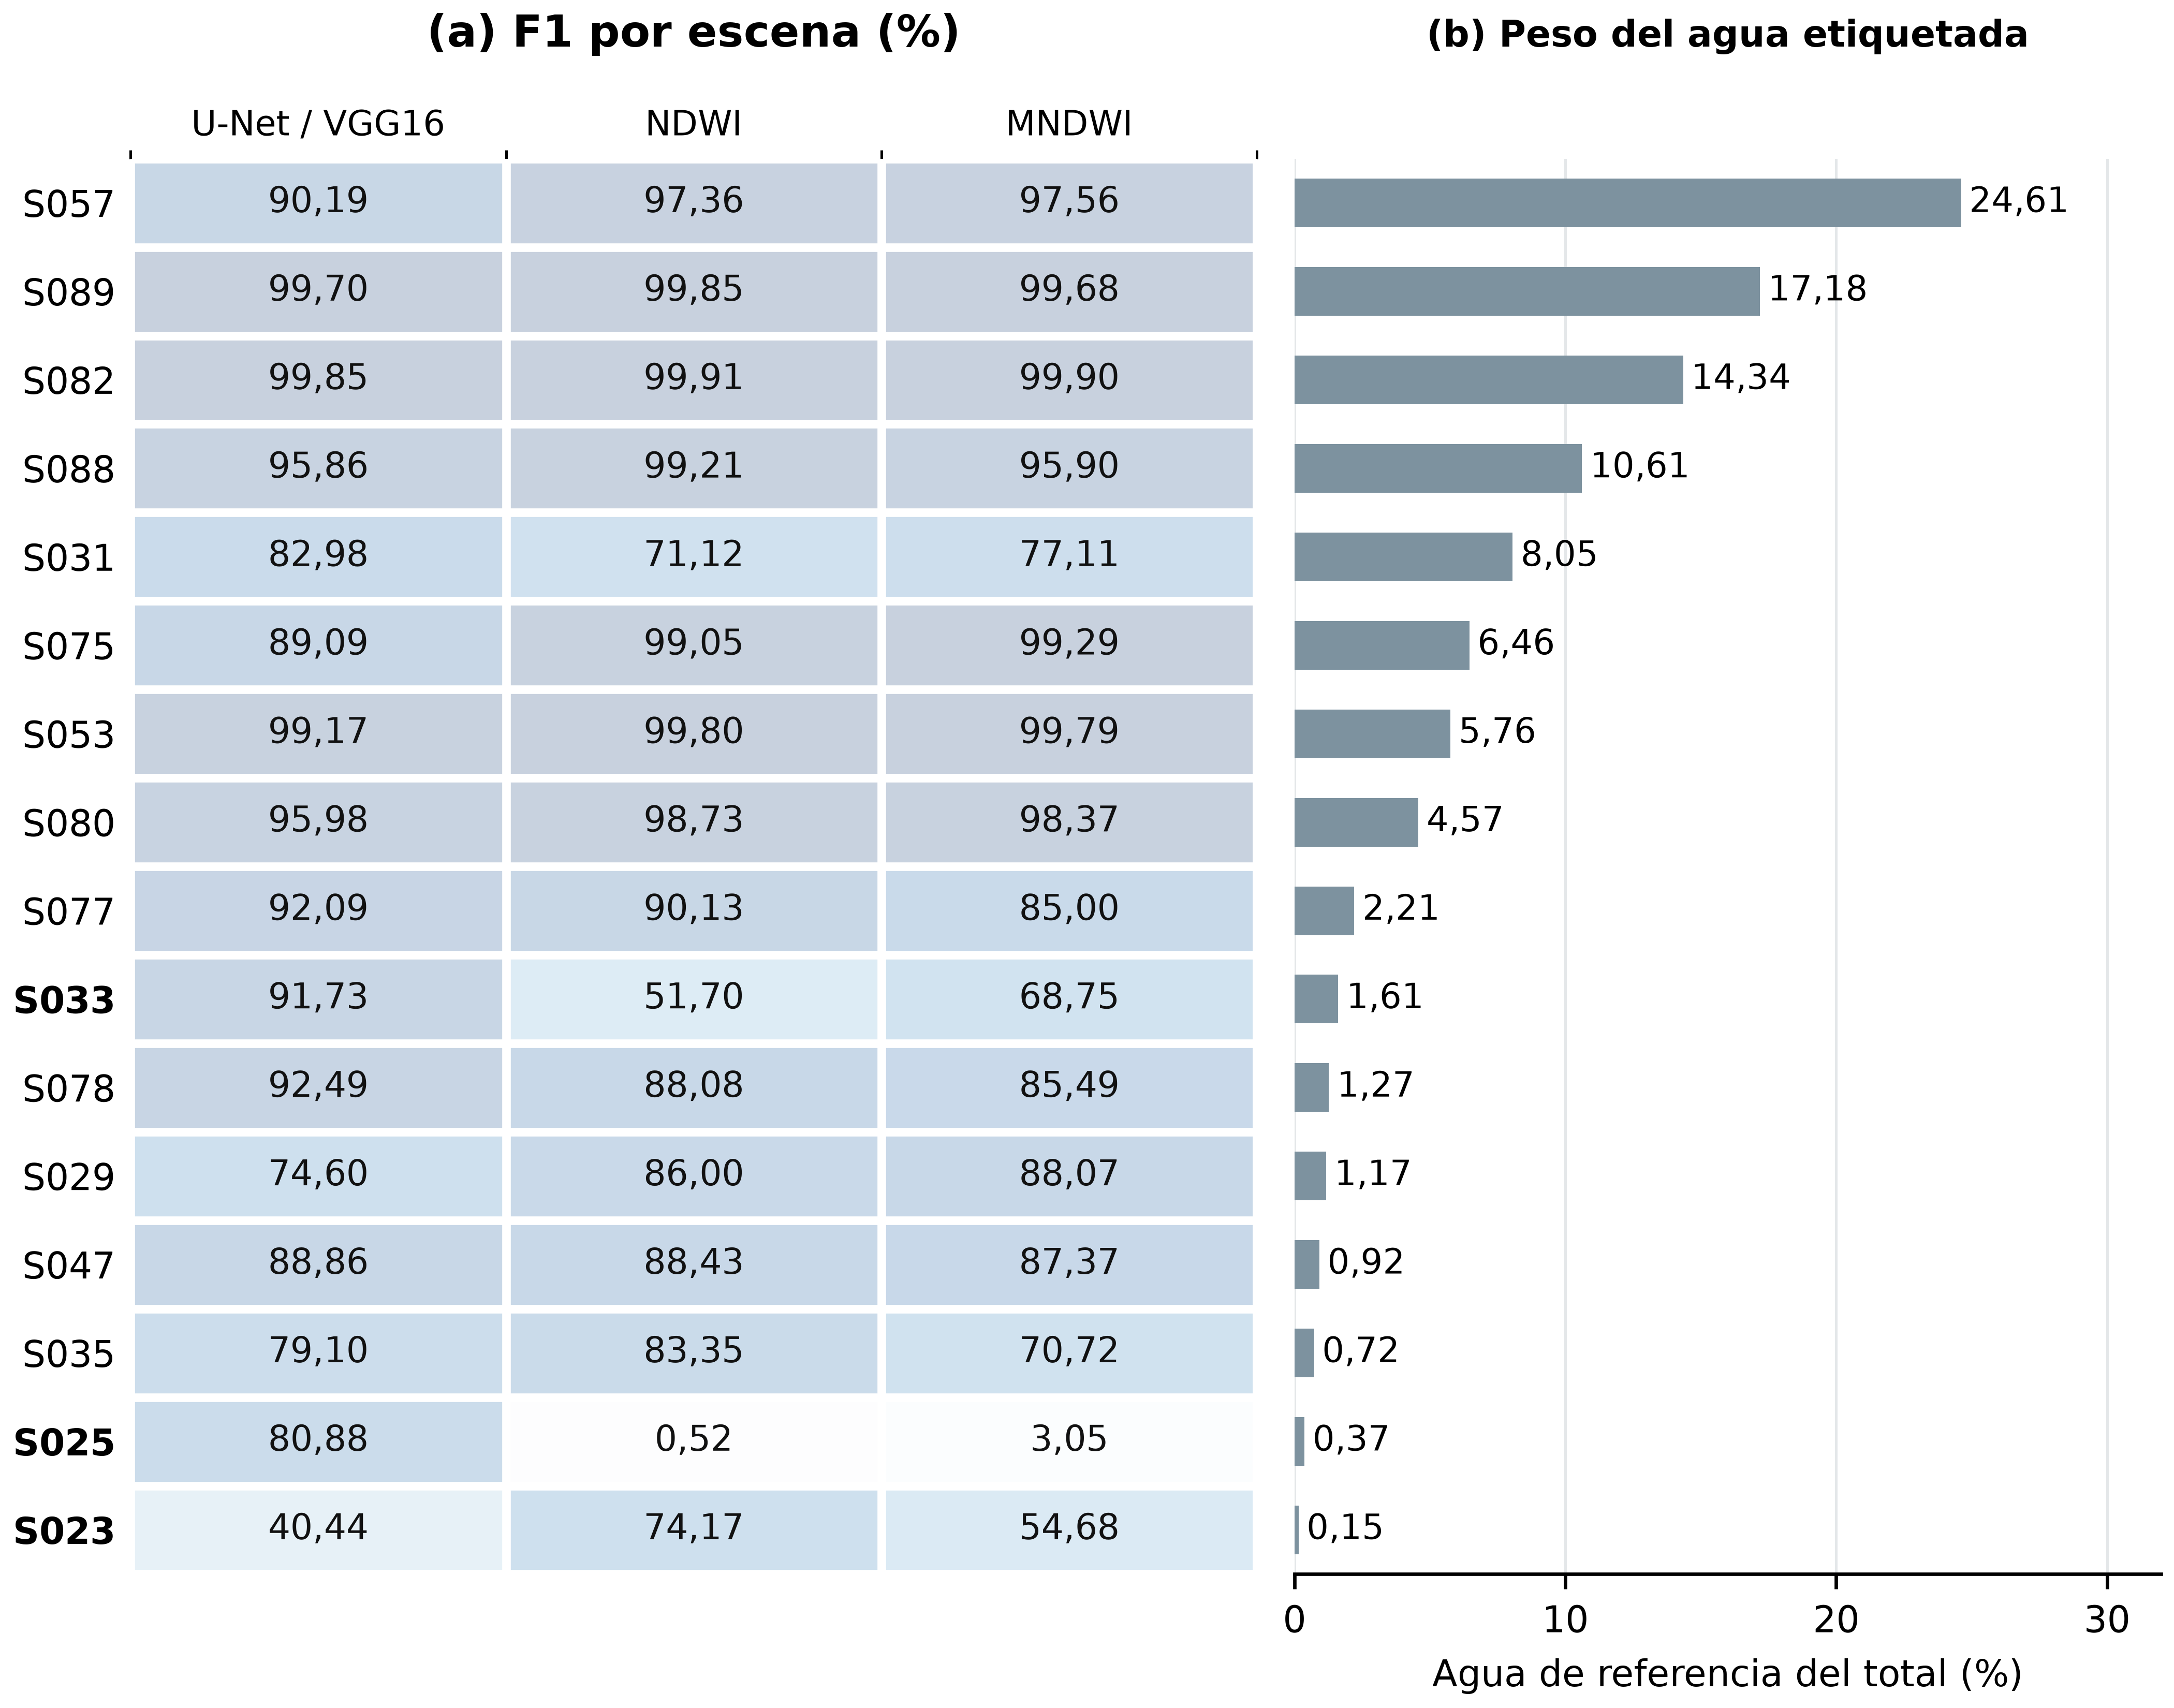 (a) F1 por escena (%)
(b) Peso del agua etiquetada
U-Net / VGG16 NDWI MNDWI
S057 90,19 97,36 97,56 24,61
S089 99,70 99,85 99,68 17,18
S082 99,85 99,91 99,90 14,34
S088 95,86 99,21 95,90 10,61
S031 82,98 71,12 77,11 8,05
S075 89,09 99,05 99,29 6,46
S053 99,17 99,80 99,79 5,76
S080 95,98 98,73 98,37 4,57
S077 92,09 90,13 85,00 2,21
S033 91,73 51,70 68,75 1,61
S078 92,49 88,08 85,49 1,27
S029 74,60 86,00 88,07 1,17
S047 88,86 88,43 87,37 0,92
S035 79,10 83,35 70,72 0,72
S025 80,88 0,52 3,05 0,37
S023 40,44 74,17 54,68 0,15
0 10 20 30
Agua de referencia del total (%)